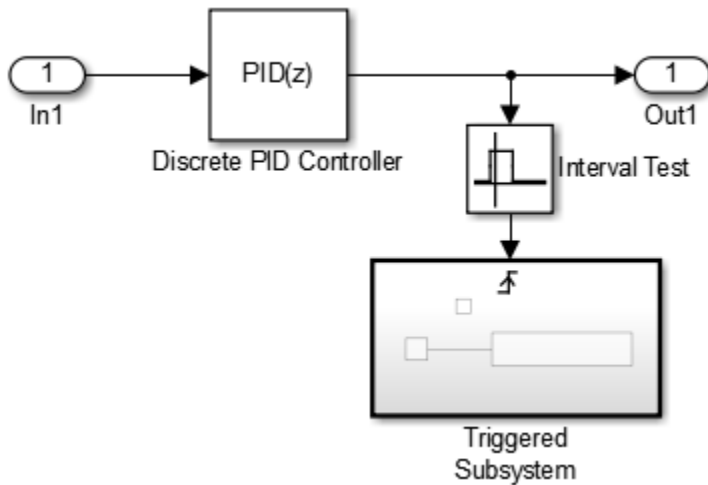 1
In1
PID(z)
Discrete PID Controller
1
Out1
Interval Test
Triggered
Subsystem